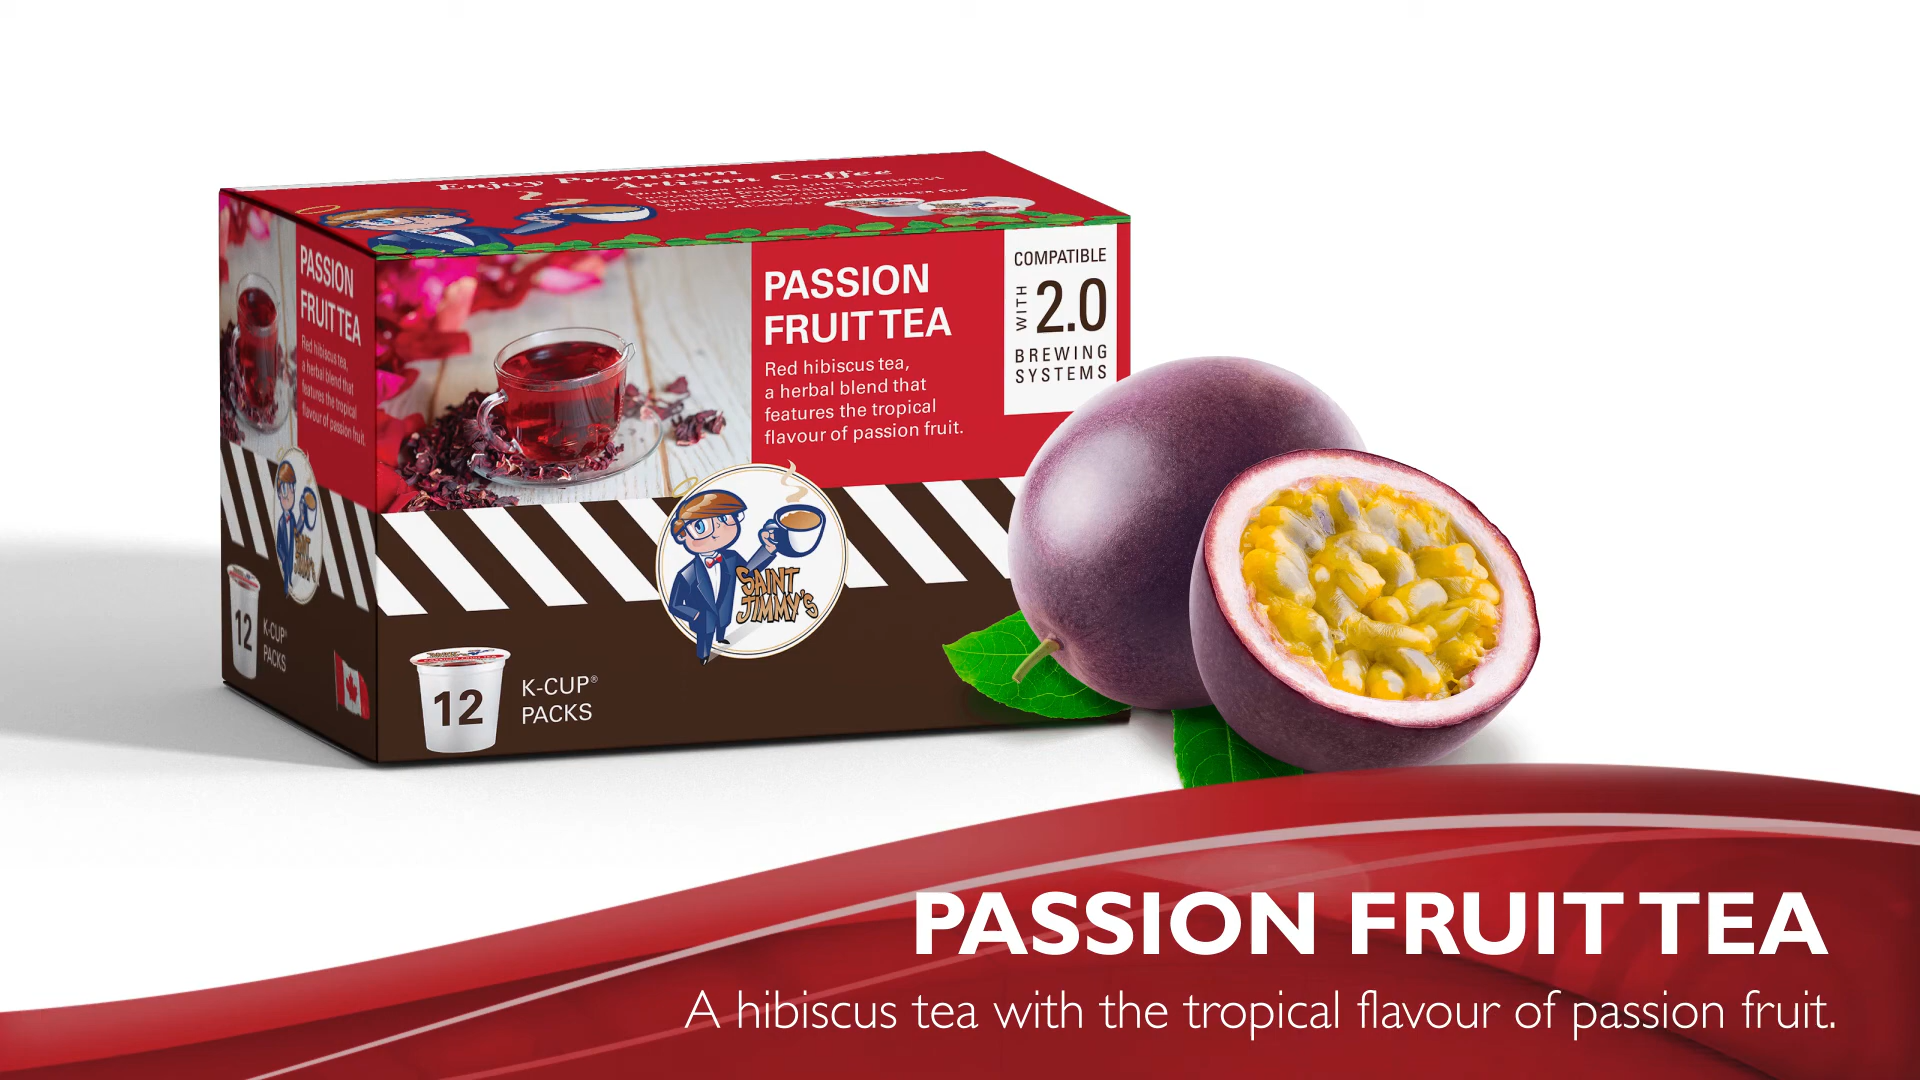 Enjoy Premium
Artisan Coffee
PASSION
FRUIT TEA
Red hibiscus tea,
a herbal blend that
features the tropical
flavour of passion fruit.
12
K-CUP®
PACKS
PASSION
FRUIT TEA
Red hibiscus tea,
a herbal blend that
features the tropical
flavour of passion fruit.
COMPATIBLE
WITH 2.0
BREWING
SYSTEMS
SAINT
JIMMY'S
12
K-CUP®
PACKS
PASSION FRUIT TEA
A hibiscus tea with the tropical flavour of passion fruit.